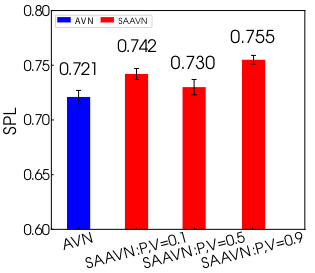 0.80
AVN
SAAVN
0.755
0.742
0.75
0.730
0.721
0.70
SPL
0.65
0.60
AVN
SAAVN:P,V=0.1
SAAVN:P,V=0.5
SAAVN:P,V=0.9